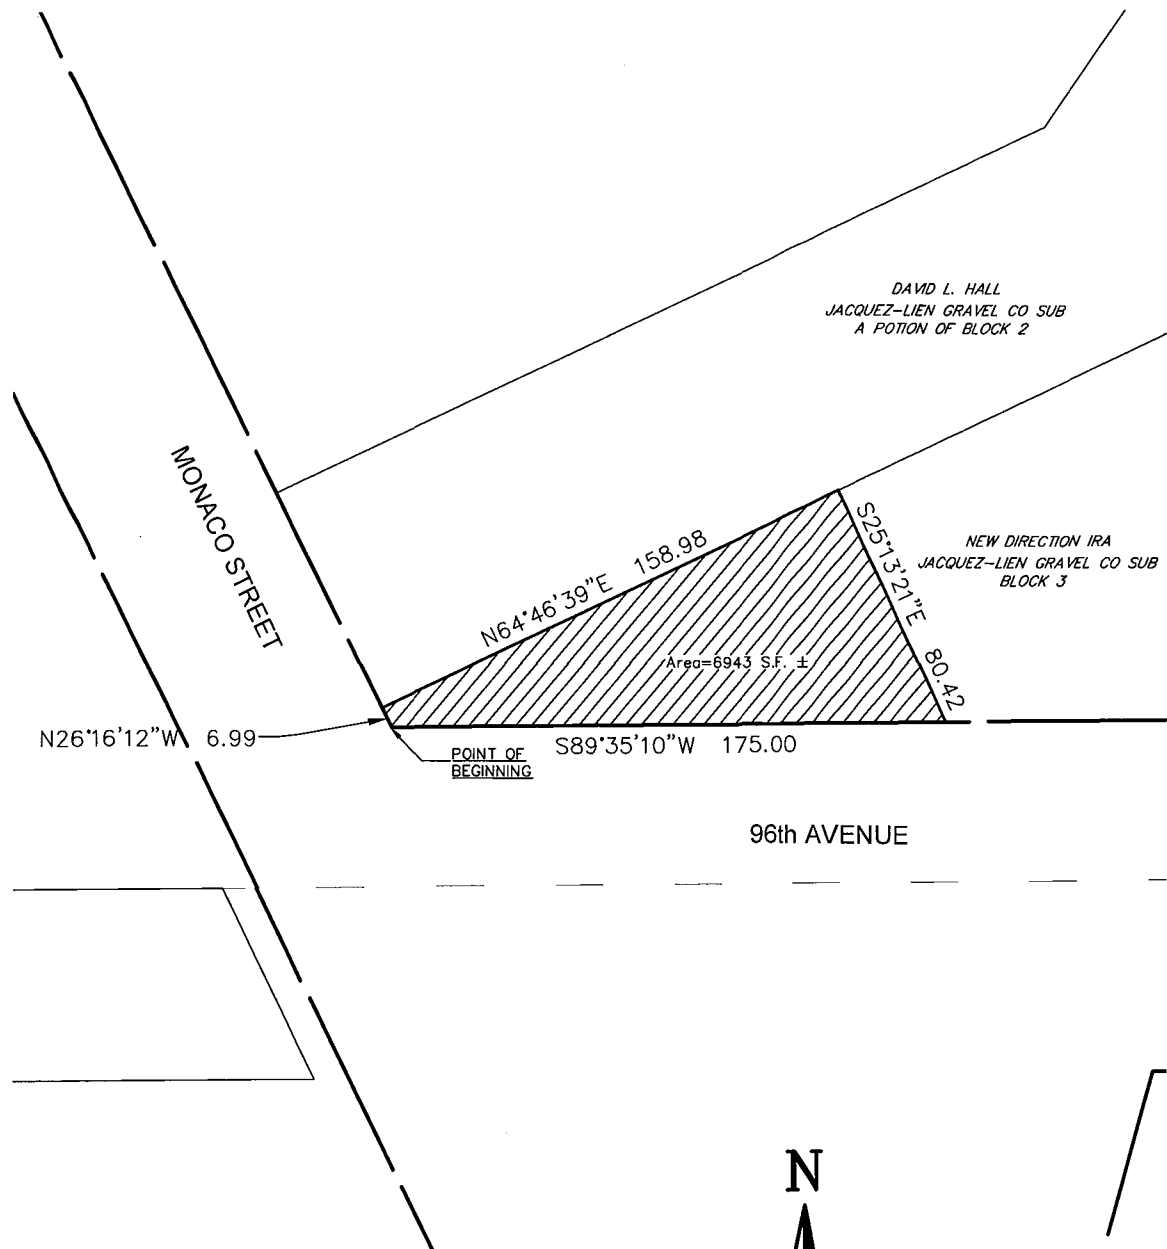 DAVID L. HALL
JACQUEZ-LIEN GRAVEL CO SUB
A POTION OF BLOCK 2
MONACO STREET
N64°46'39"E 158.98
S25°13'21"E 80.42
NEW DIRECTION IRA
JACQUEZ-LIEN GRAVEL CO SUB
BLOCK 3
Area=6943 S.F. ±
N26°16'12"W 6.99
POINT OF
BEGINNING
S89°35'10"W 175.00
96th AVENUE
N